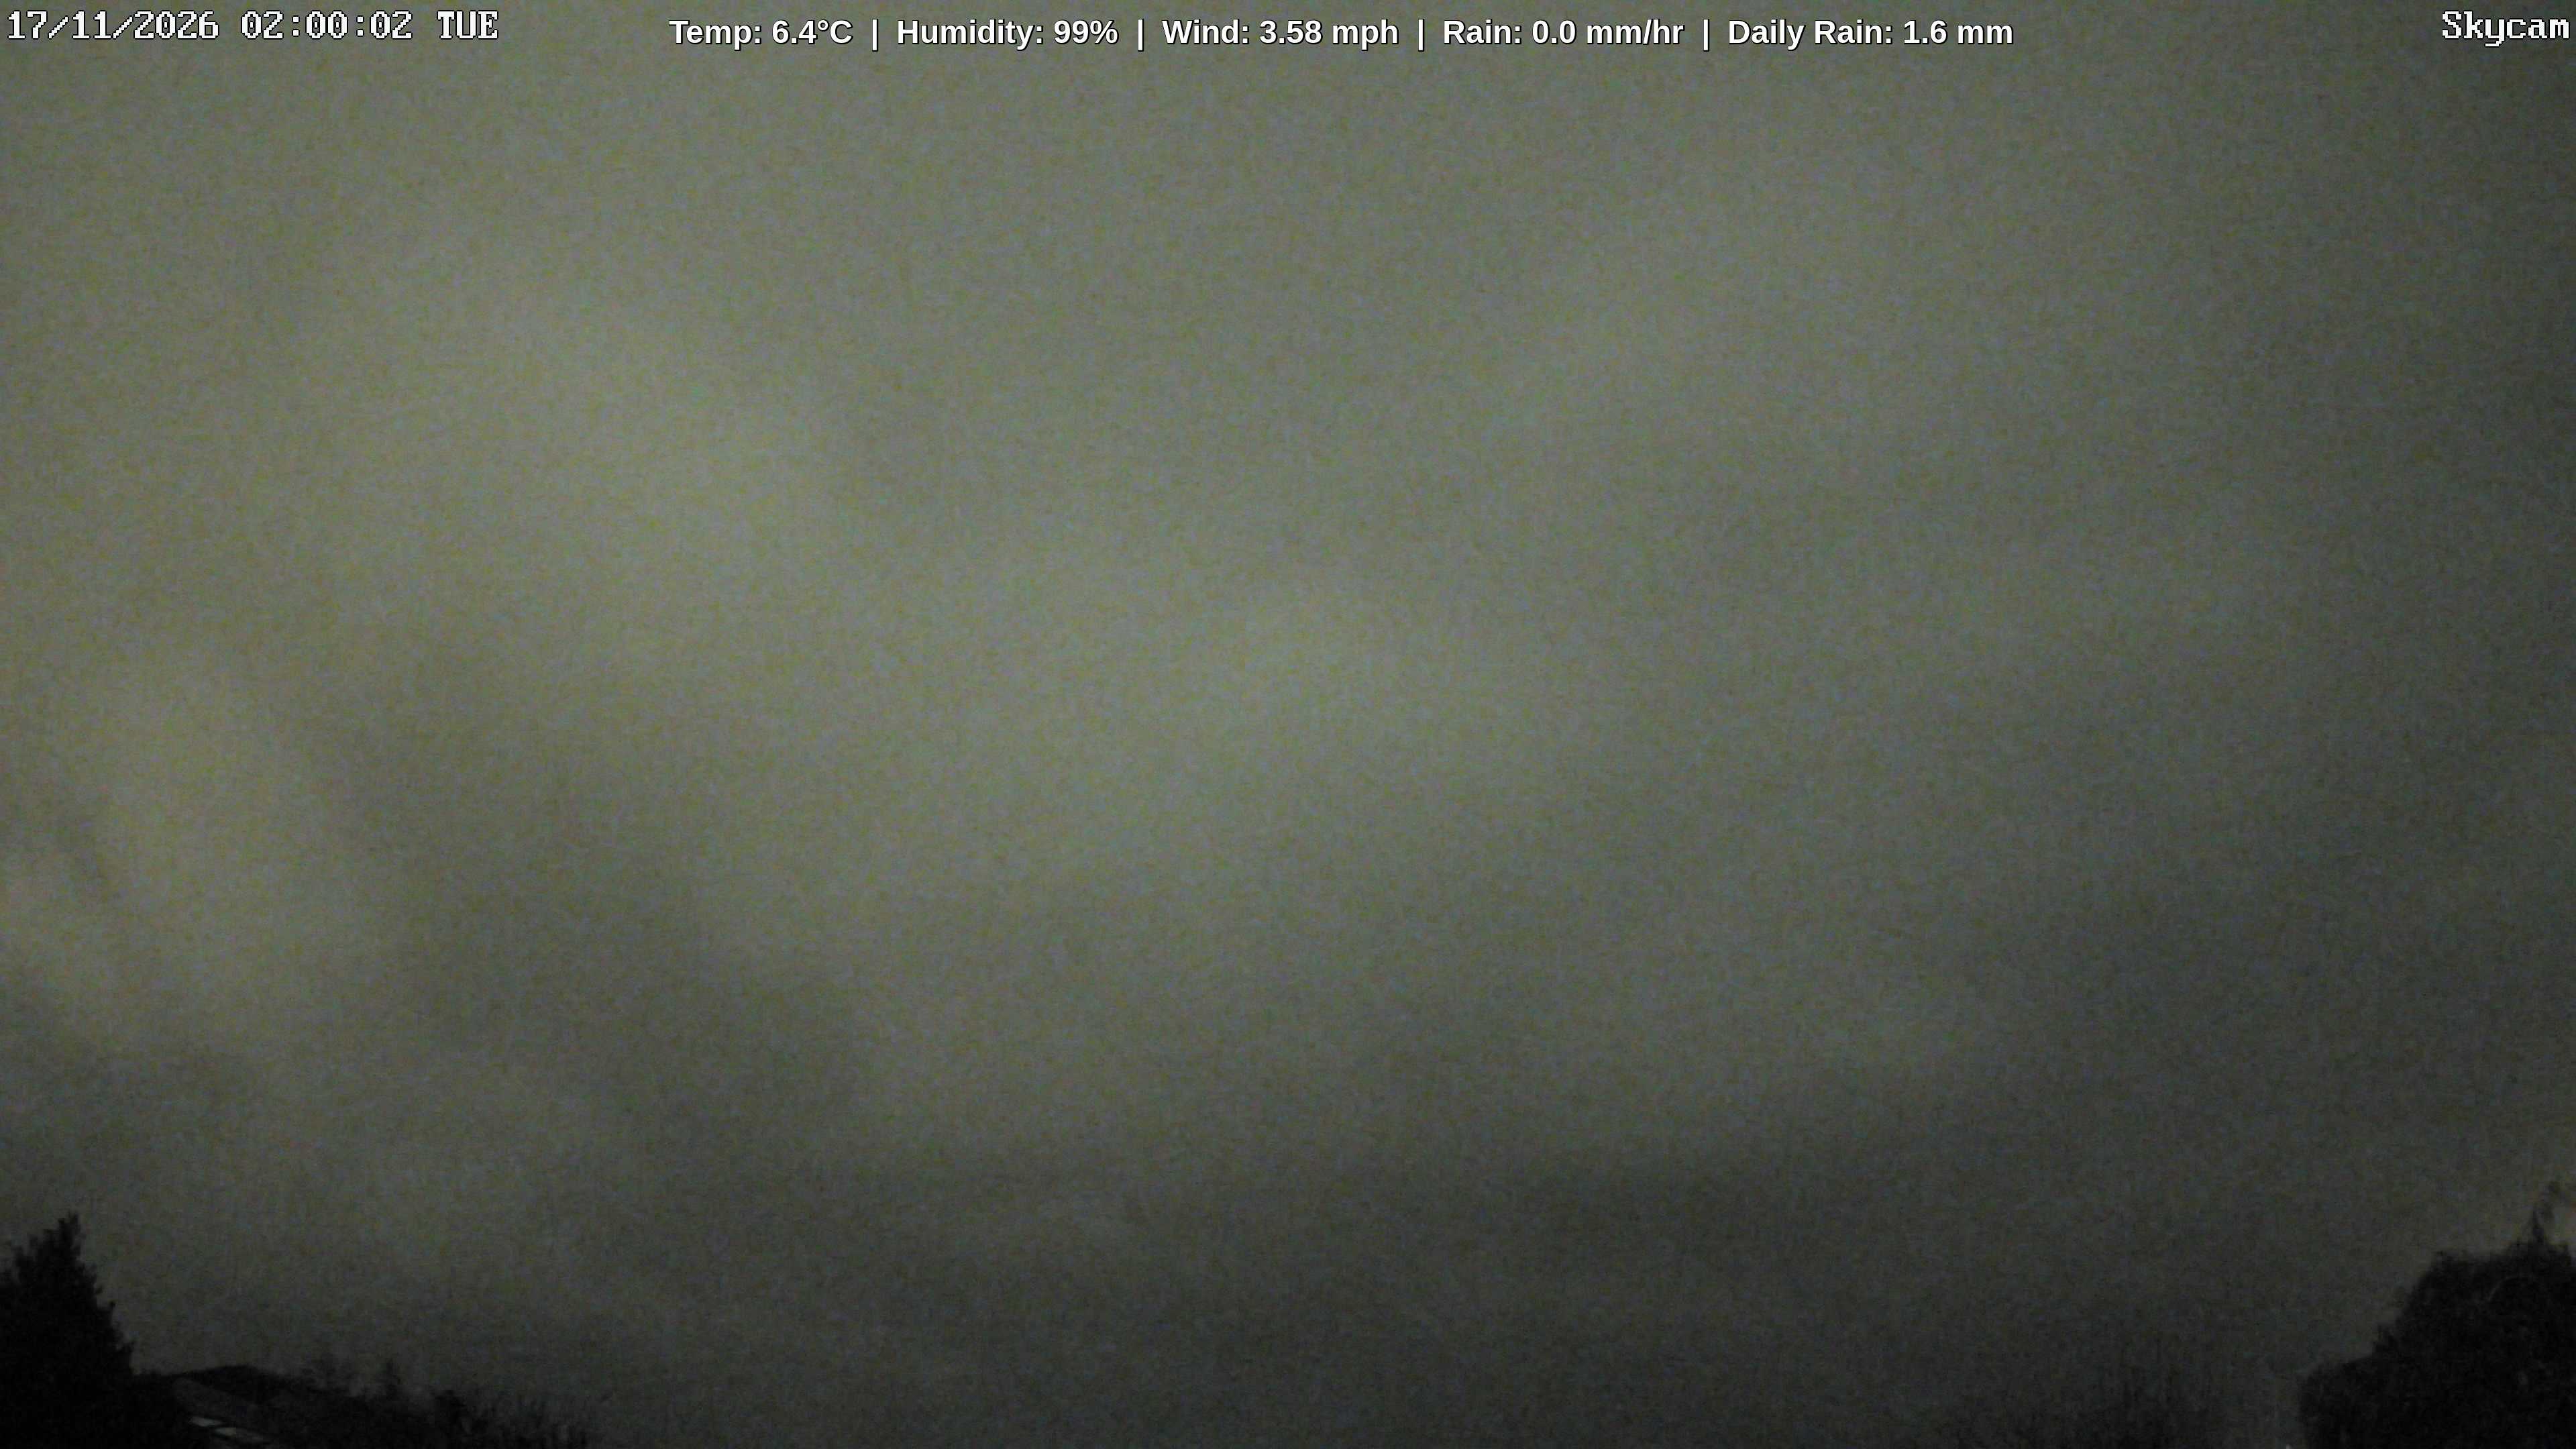 17/11/2026 02:00:02 TUE
Temp: 6.4°C | Humidity: 99% | Wind: 3.58 mph | Rain: 0.0 mm/hr | Daily Rain: 1.6 mm
Skycam